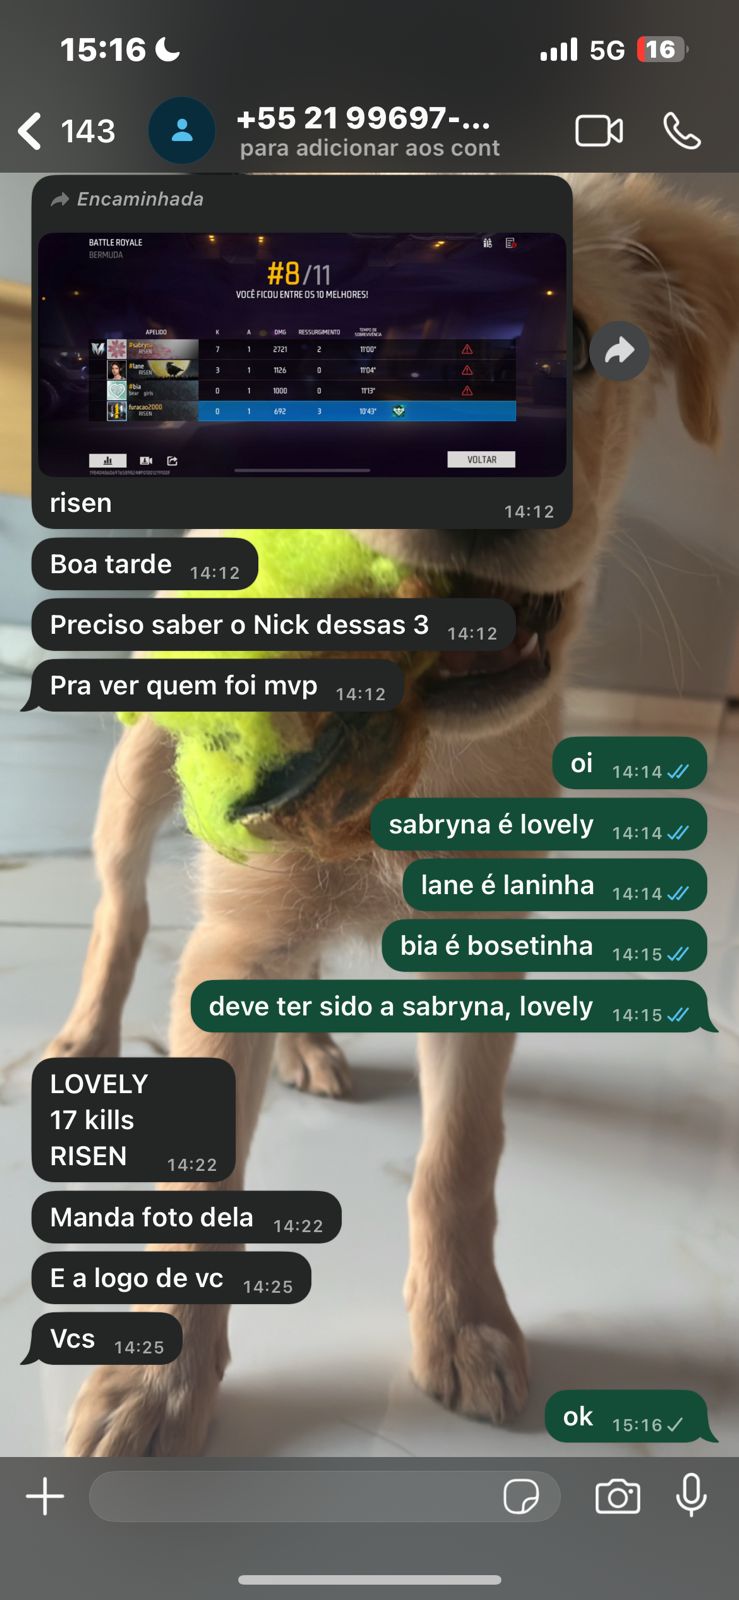 15:16
5G
16
143
+55 21 99697-...
para adicionar aos cont
Encaminhada
BATTLE ROYALE
BERMUDA
#8/11
VOCÊ FICOU ENTRE OS 10 MELHORES!
APELIDO K A DMG RESSURGIMENTO TEMPO DE SOBREVIVÊNCIA
#sabryna
RISEN
7 1 2721 2 11'00"
#lane
RISEN
3 1 1126 0 11'04"
#bia
bear girls
0 1 1000 0 11'13"
furacao2000
RISEN
0 1 692 3 10'43"
VOLTAR
risen
14:12
Boa tarde 14:12
Preciso saber o Nick dessas 3 14:12
Pra ver quem foi mvp 14:12
oi 14:14
sabryna é lovely 14:14
lane é laninha 14:14
bia é bosetinha 14:15
deve ter sido a sabryna, lovely 14:15
LOVELY
17 kills
RISEN 14:22
Manda foto dela 14:22
E a logo de vc 14:25
Vcs 14:25
ok 15:16